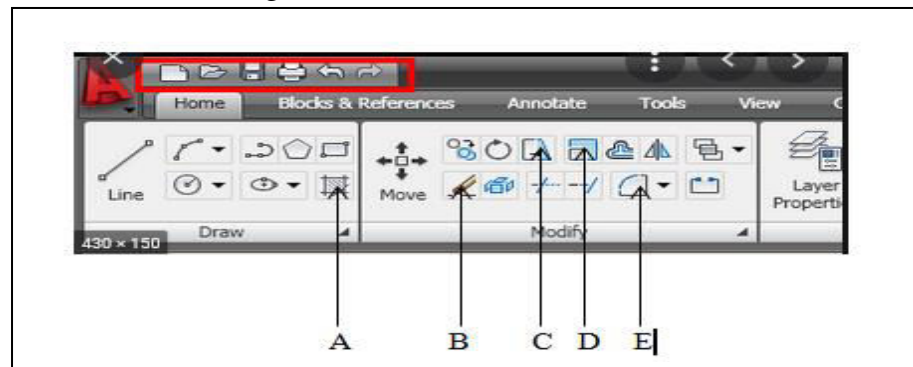 A
Home Blocks & References Annotate Tools View
Line Move Layer
Properti
Draw Modify
430 × 150
A B C D E